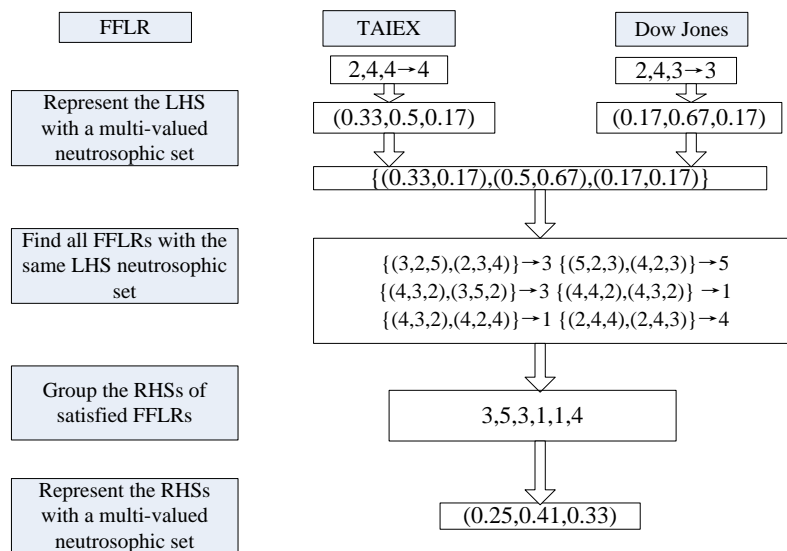 FFLR
TAIEX
Dow Jones
2,4,4→4
2,4,3→3
Represent the LHS
with a multi-valued
neutrosophic set
(0.33,0.5,0.17)
(0.17,0.67,0.17)
{(0.33,0.17),(0.5,0.67),(0.17,0.17)}
Find all FFLRs with the
same LHS neutrosophic
set
{(3,2,5),(2,3,4)}→3 {(5,2,3),(4,2,3)}→5
{(4,3,2),(3,5,2)}→3 {(4,4,2),(4,3,2)} →1
{(4,3,2),(4,2,4)}→1 {(2,4,4),(2,4,3)}→4
Group the RHSs of
satisfied FFLRs
3,5,3,1,1,4
Represent the RHSs
with a multi-valued
neutrosophic set
(0.25,0.41,0.33)